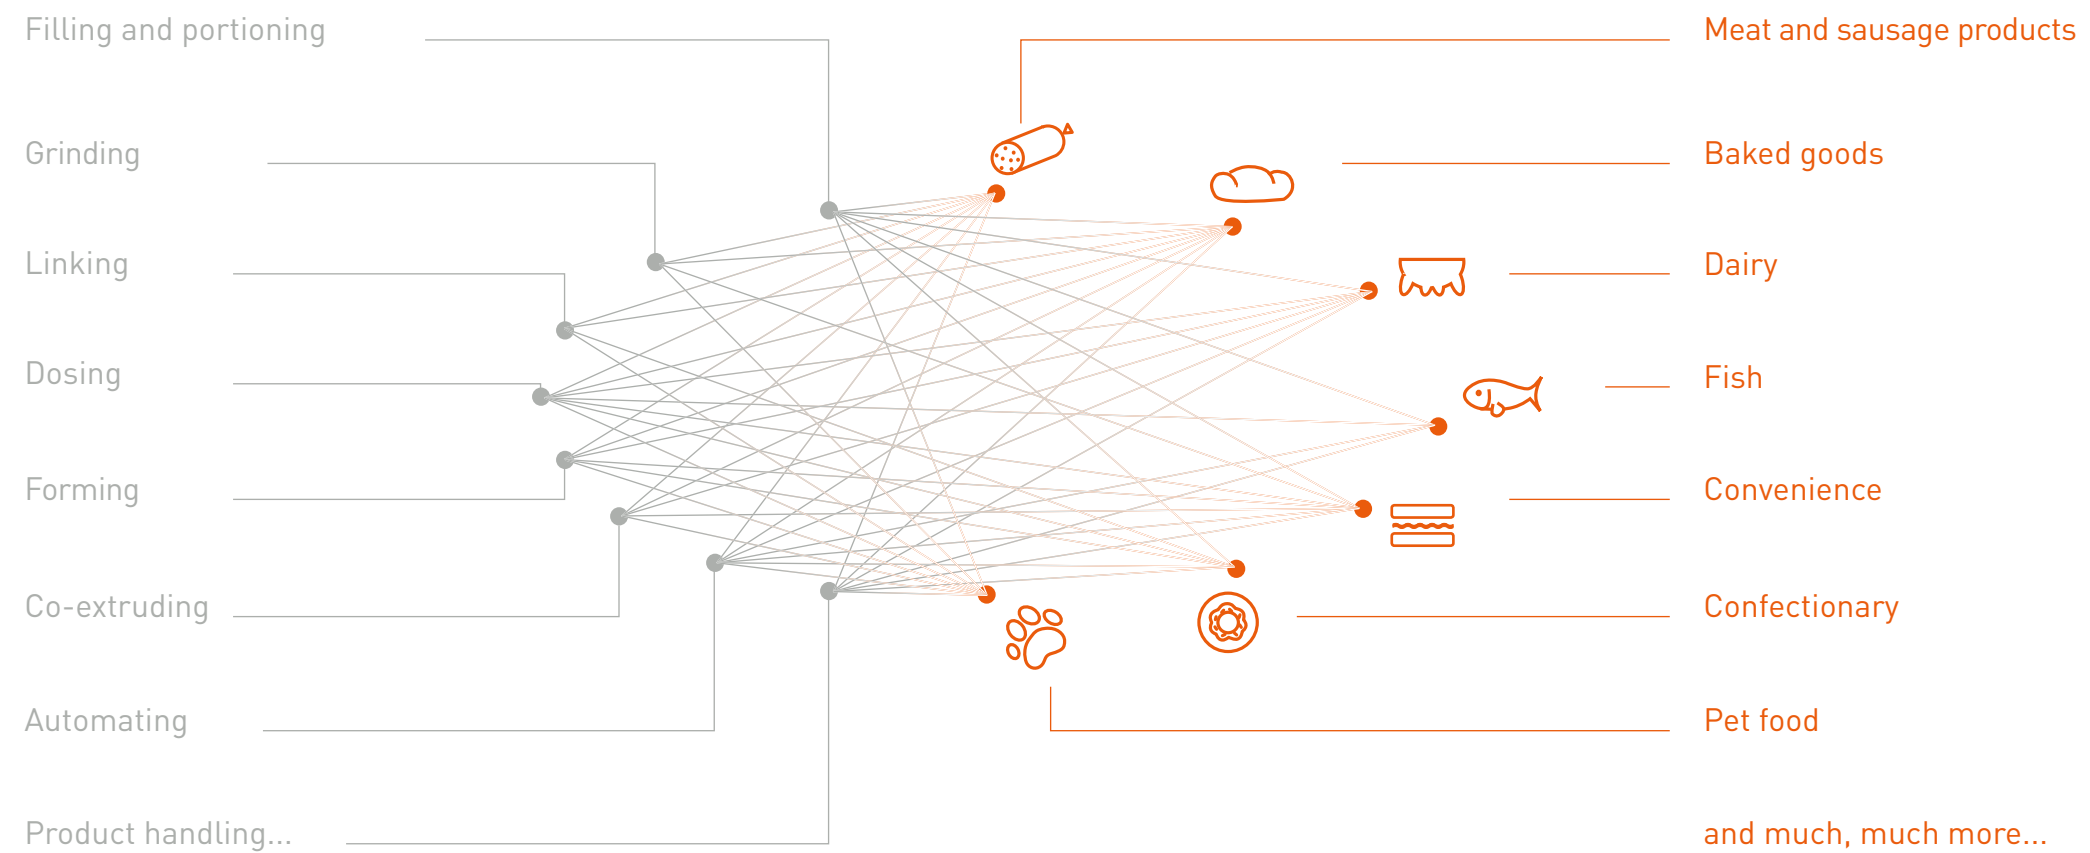 Filling and portioning
Grinding
Linking
Dosing
Forming
Co-extruding
Automating
Product handling...
Meat and sausage products
Baked goods
Dairy
Fish
Convenience
Confectionary
Pet food
and much, much more...